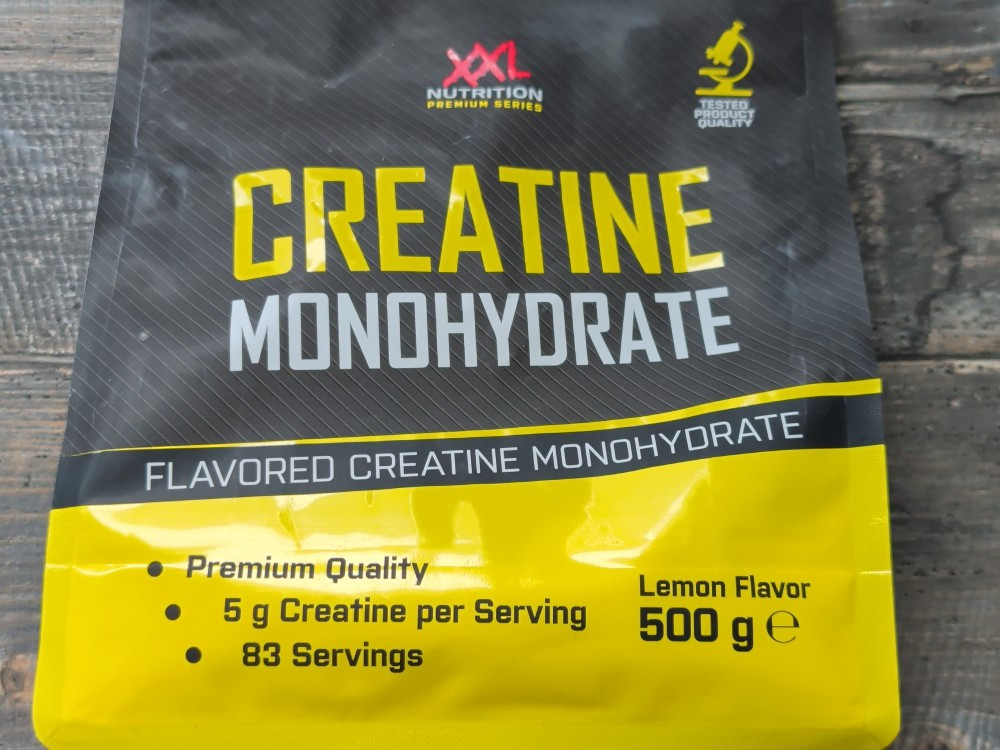 XXL
NUTRITION
PREMIUM SERIES
TESTED
PRODUCT
QUALITY
CREATINE
MONOHYDRATE
FLAVORED CREATINE MONOHYDRATE
• Premium Quality
• 5 g Creatine per Serving
• 83 Servings
Lemon Flavor
500 g ℮